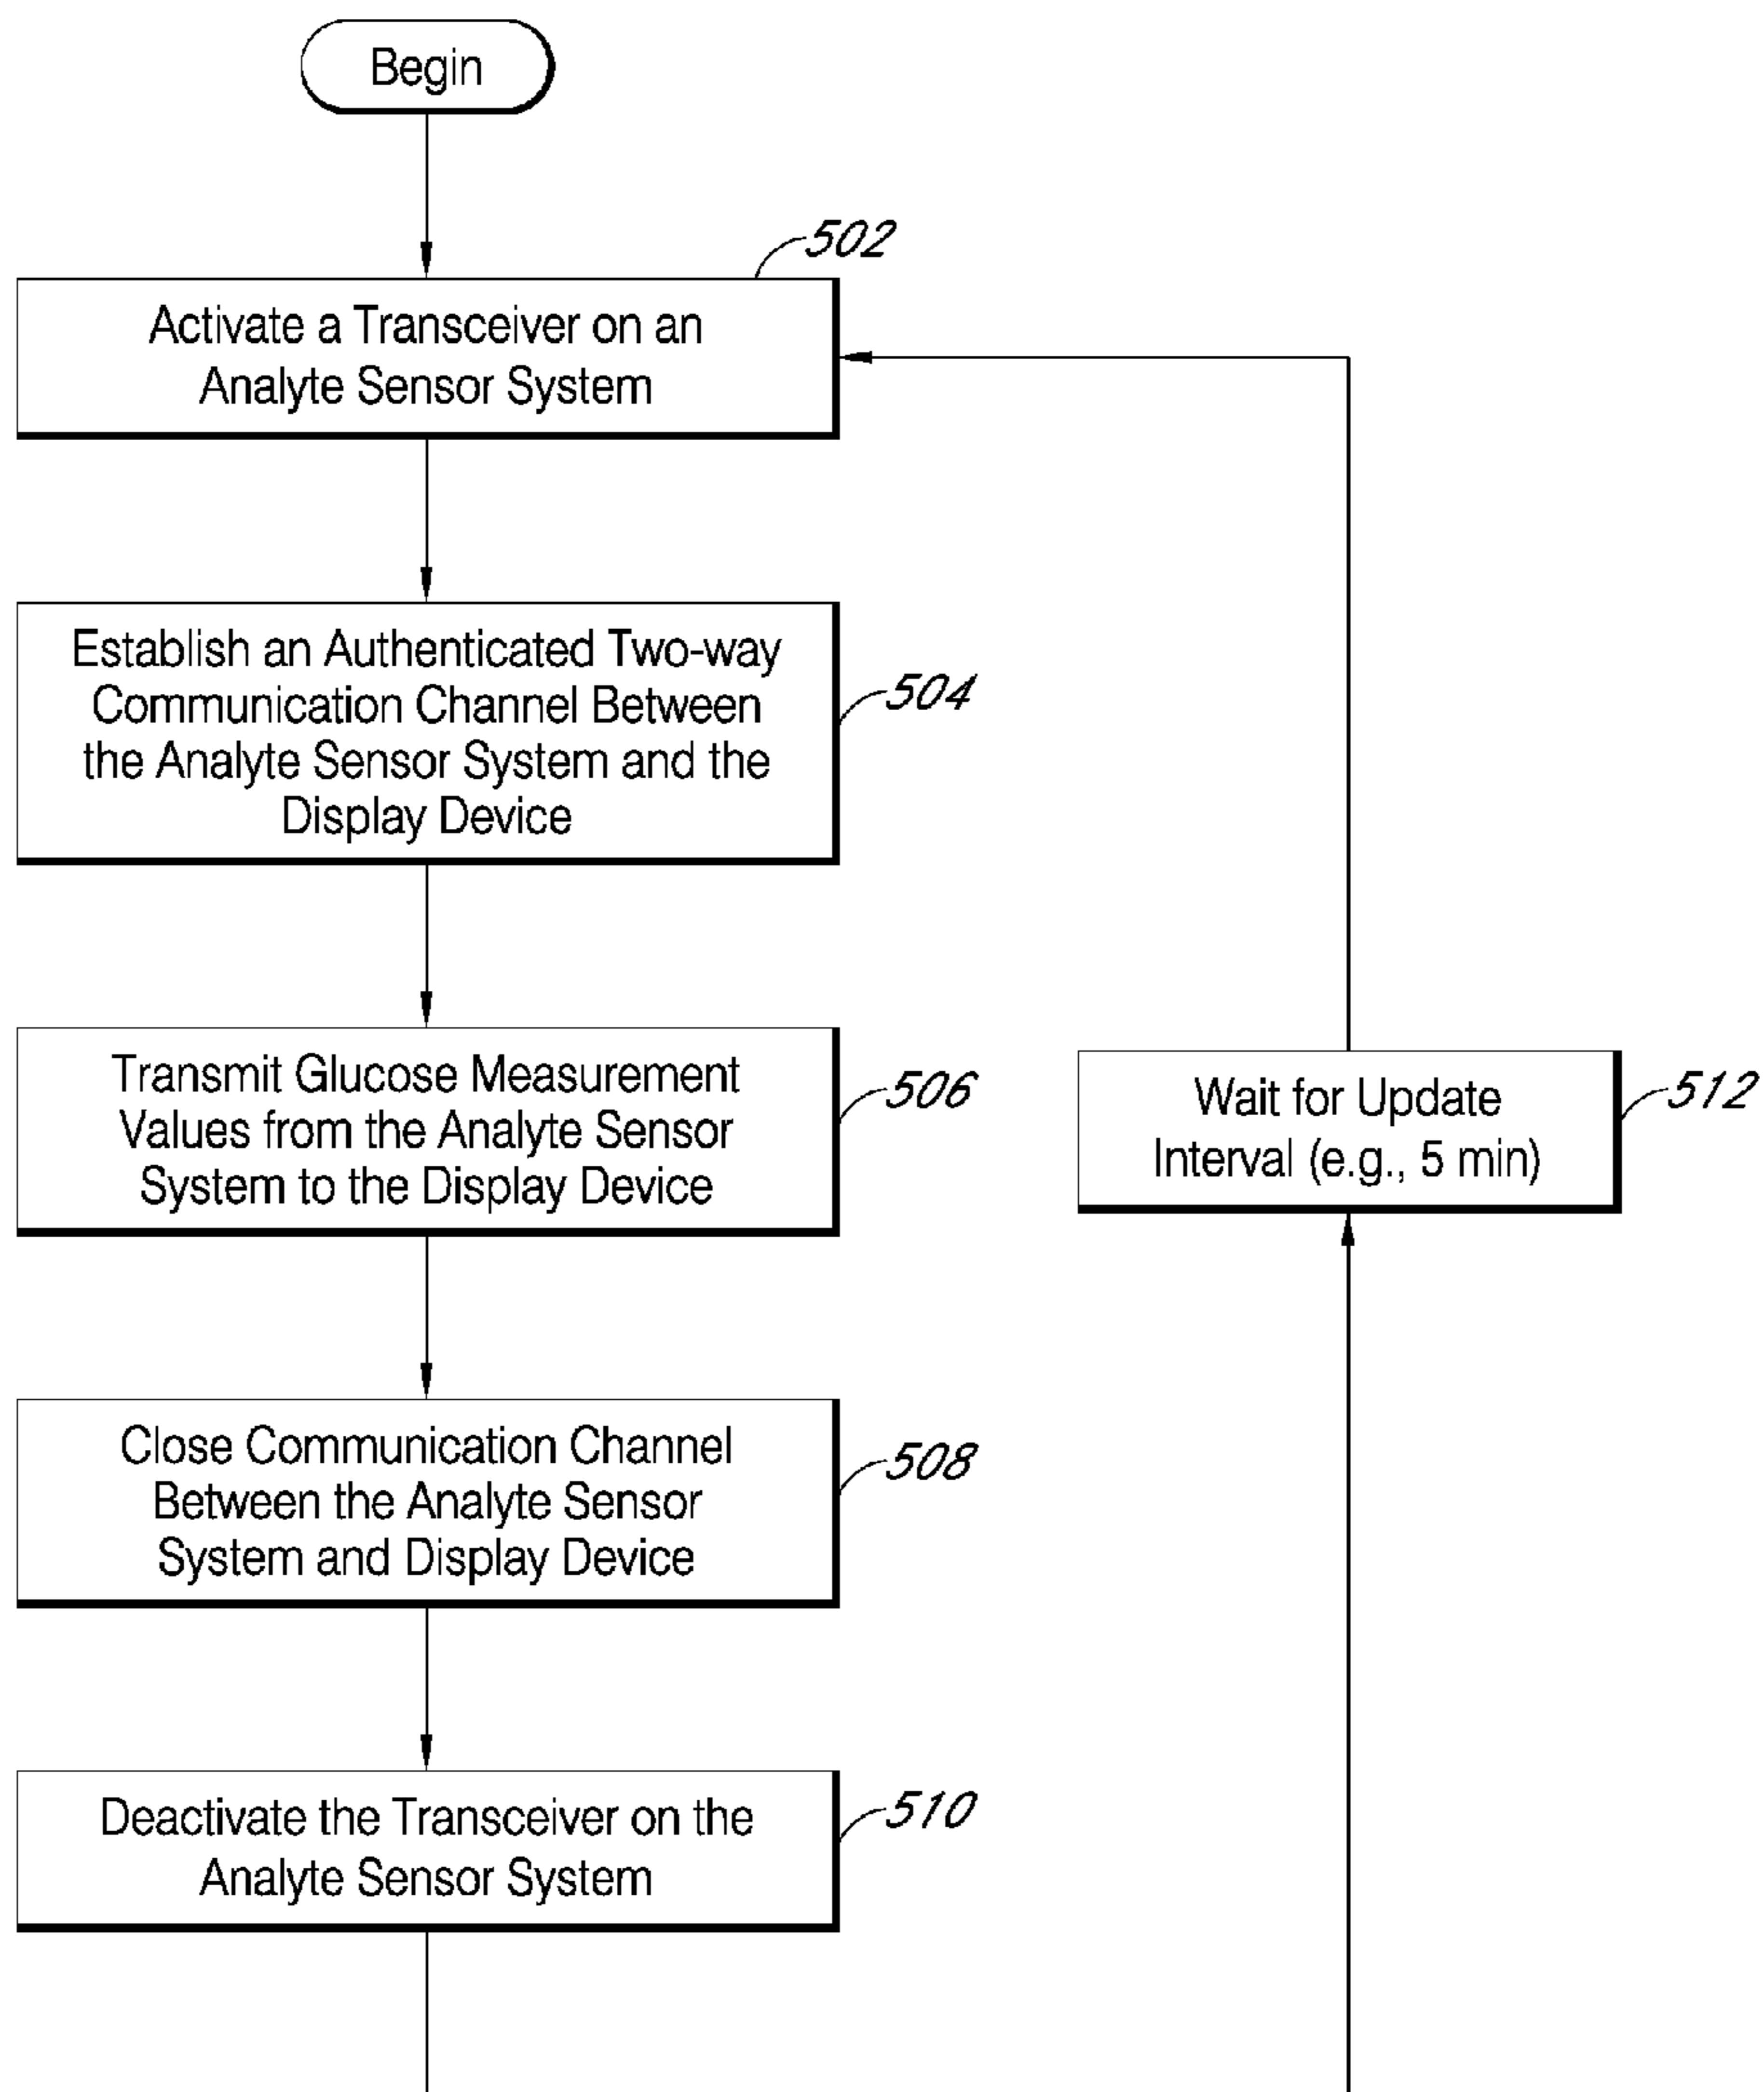 Begin
502
Activate a Transceiver on an
Analyte Sensor System
Establish an Authenticated Two-way
Communication Channel Between
the Analyte Sensor System and the
Display Device
504
Transmit Glucose Measurement
Values from the Analyte Sensor
System to the Display Device
506
Close Communication Channel
Between the Analyte Sensor
System and Display Device
508
Deactivate the Transceiver on the
Analyte Sensor System
510
Wait for Update
Interval (e.g., 5 min)
512